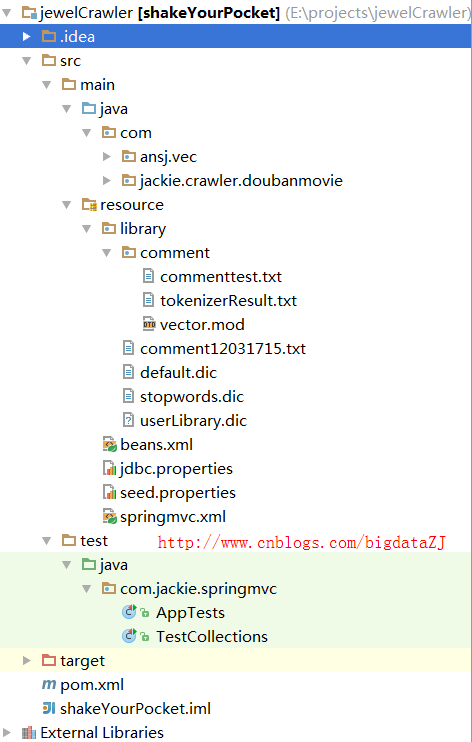 jewelCrawler [shakeYourPocket] (E:\projects\jewelCrawler)
.idea
src
main
java
com
ansj.vec
jackie.crawler.doubanmovie
resource
library
comment
commenttest.txt
tokenizerResult.txt
vector.mod
comment12031715.txt
default.dic
stopwords.dic
userLibrary.dic
beans.xml
jdbc.properties
seed.properties
springmvc.xml
test http://www.cnblogs.com/bigdataZJ
java
com.jackie.springmvc
AppTests
TestCollections
target
pom.xml
shakeYourPocket.iml
External Libraries